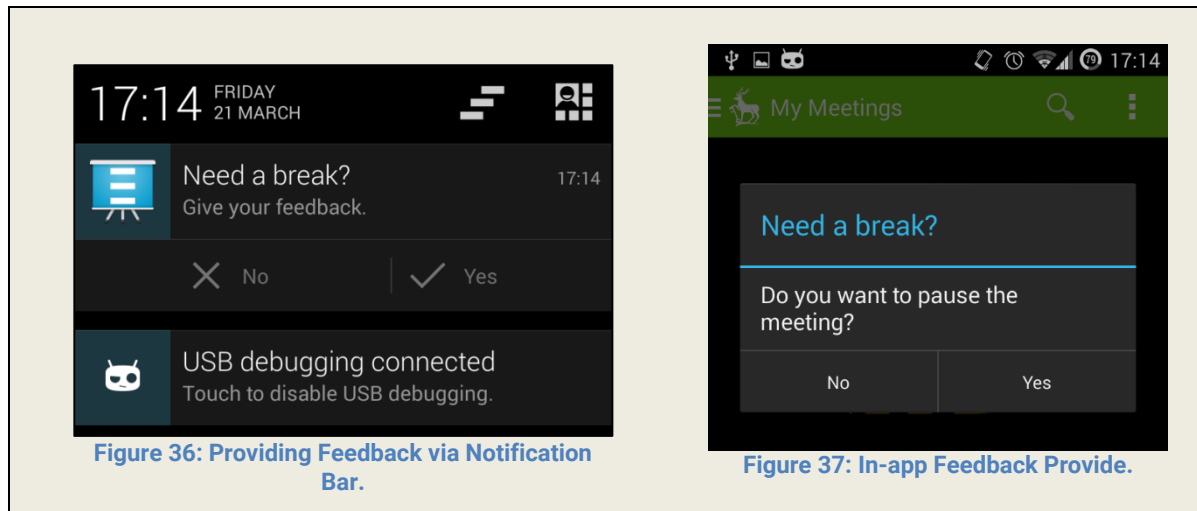 17:14 FRIDAY
21 MARCH
Need a break? 17:14
Give your feedback.
No Yes
USB debugging connected
Touch to disable USB debugging.
Figure 36: Providing Feedback via Notification
Bar.
79 17:14
My Meetings
Need a break?
Do you want to pause the
meeting?
No Yes
Figure 37: In-app Feedback Provide.